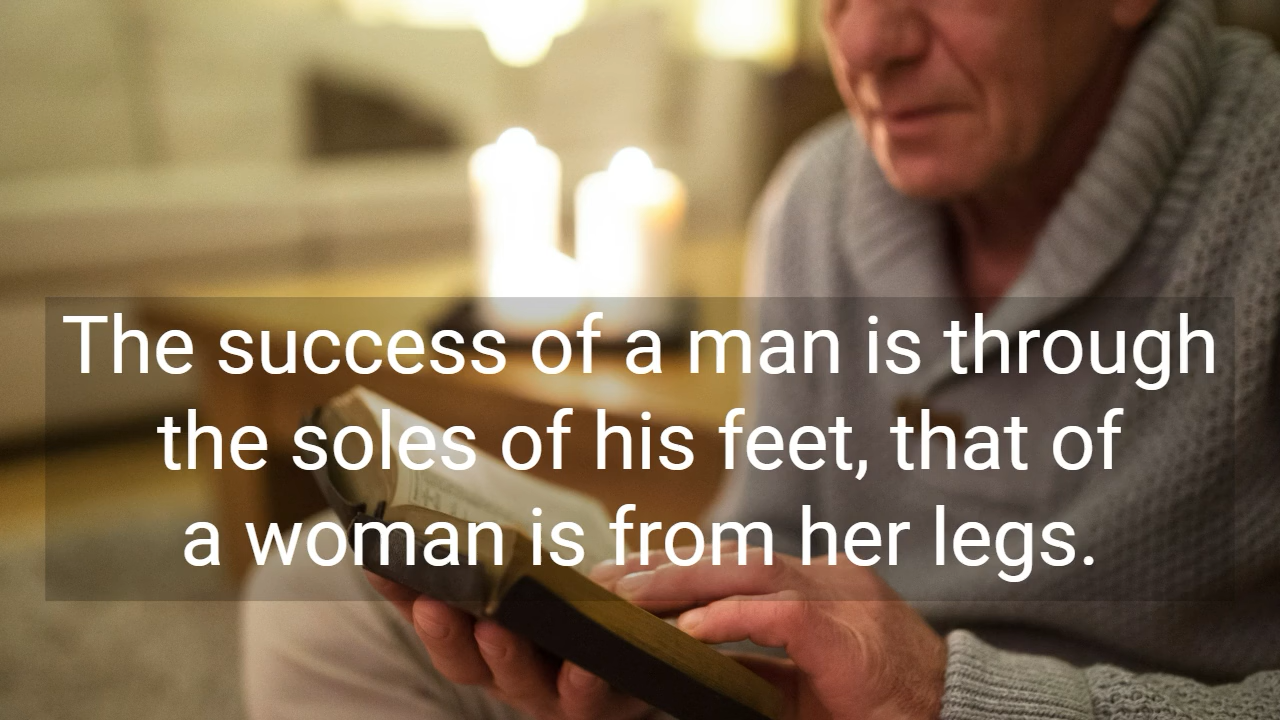 The success of a man is through
the soles of his feet, that of
a woman is from her legs.